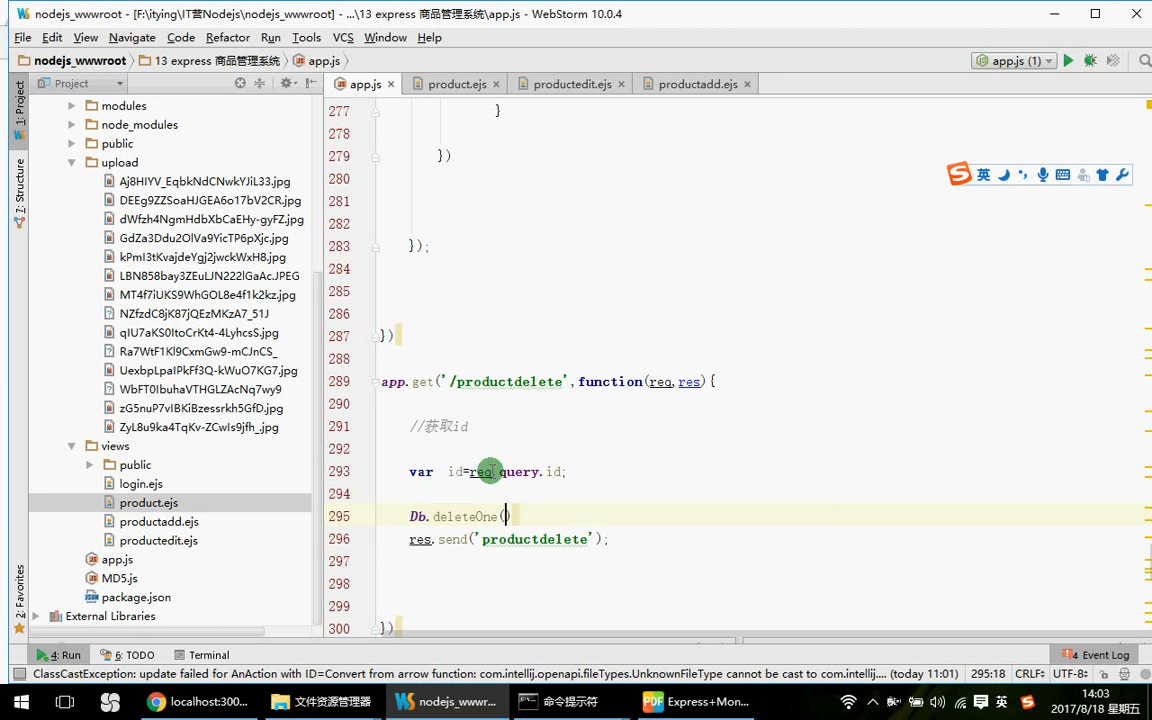 nodejs_wwwroot - [F:\itying\IT营Nodejs\nodejs_wwwroot] - ...\13 express 商品管理系统\app.js - WebStorm 10.0.4
File Edit View Navigate Code Refactor Run Tools VCS Window Help
nodejs_wwwroot 13 express 商品管理系统 app.js app.js (1)
Project app.js product.ejs productedit.ejs productadd.ejs
1: Project
7: Structure
2: Favorites
modules
node_modules
public
upload
Aj8HIYV_EqbkNdCNwkYJiL33.jpg
DEEg9ZZSoaHJGEA6o17bV2CR.jpg
dWfzh4NgmHdbXbCaEHy-gyFZ.jpg
GdZa3Ddu2OlVa9YicTP6pXjc.jpg
kPmI3tKvajdeYgj2jwckWxH8.jpg
LBN858bay3ZEuLJN222lGaAc.JPEG
MT4f7iUKS9WhGOL8e4f1k2kz.jpg
NZfzdC8jK87jQEzMKzA7_51J
qIU7aKS0ItoCrKt4-4LyhcsS.jpg
Ra7WtF1Kl9CxmGw9-mCJnCS_
UexbpLpaIPkFf3Q-kWuO7KG7.jpg
WbFT0IbuhaVTHGLZAcNq7wy9
zG5nuP7vIBKiBzessrkh5GfD.jpg
ZyL8u9ka4TqKv-ZCwIs9jfh_.jpg
views
public
login.ejs
product.ejs
productadd.ejs
productedit.ejs
app.js
MD5.js
package.json
External Libraries
277 }
278
279 })
280
281
282
283 });
284
285
286
287 })
288
289 app.get('/productdelete',function(req,res){
290
291 //获取id
292
293 var id=req.query.id;
294
295 Db.deleteOne()
296 res.send('productdelete');
297
298
299
300 })
英
4: Run 6: TODO Terminal 4 Event Log
ClassCastException: update failed for AnAction with ID=Convert from arrow function: com.intellij.openapi.fileTypes.UnknownFileType cannot be cast to com.intellij.... (today 11:01) 295:18 CRLF UTF-8
localhost:300... 文件资源管理器 nodejs_wwwr... 命令提示符 Express+Mon... 英 14:03
2017/8/18 星期五